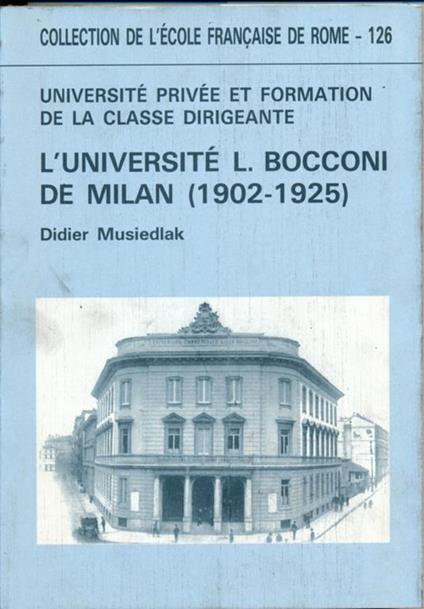 COLLECTION DE L'ÉCOLE FRANÇAISE DE ROME - 126
UNIVERSITÉ PRIVÉE ET FORMATION
DE LA CLASSE DIRIGEANTE
L'UNIVERSITÉ L. BOCCONI
DE MILAN (1902-1925)
Didier Musiedlak